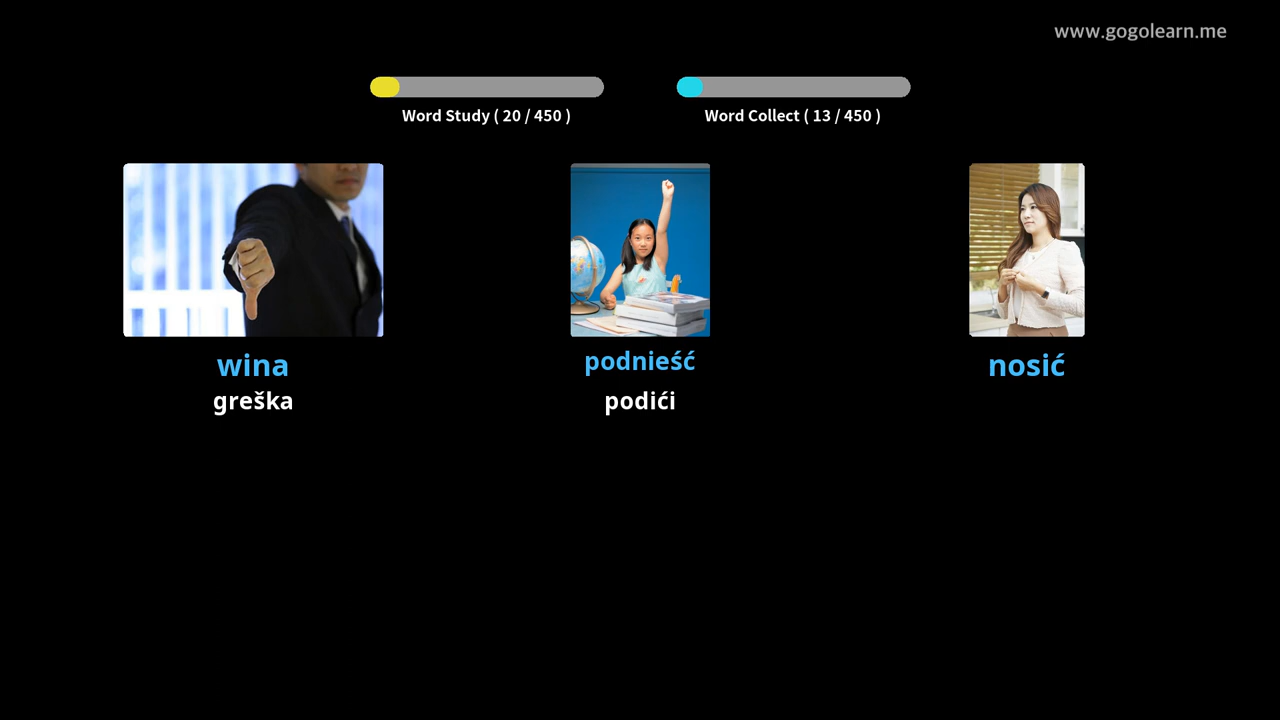 www.gogolearn.me
Word Study ( 20 / 450 )
Word Collect ( 13 / 450 )
wina
podnieść
nosić
greška
podići